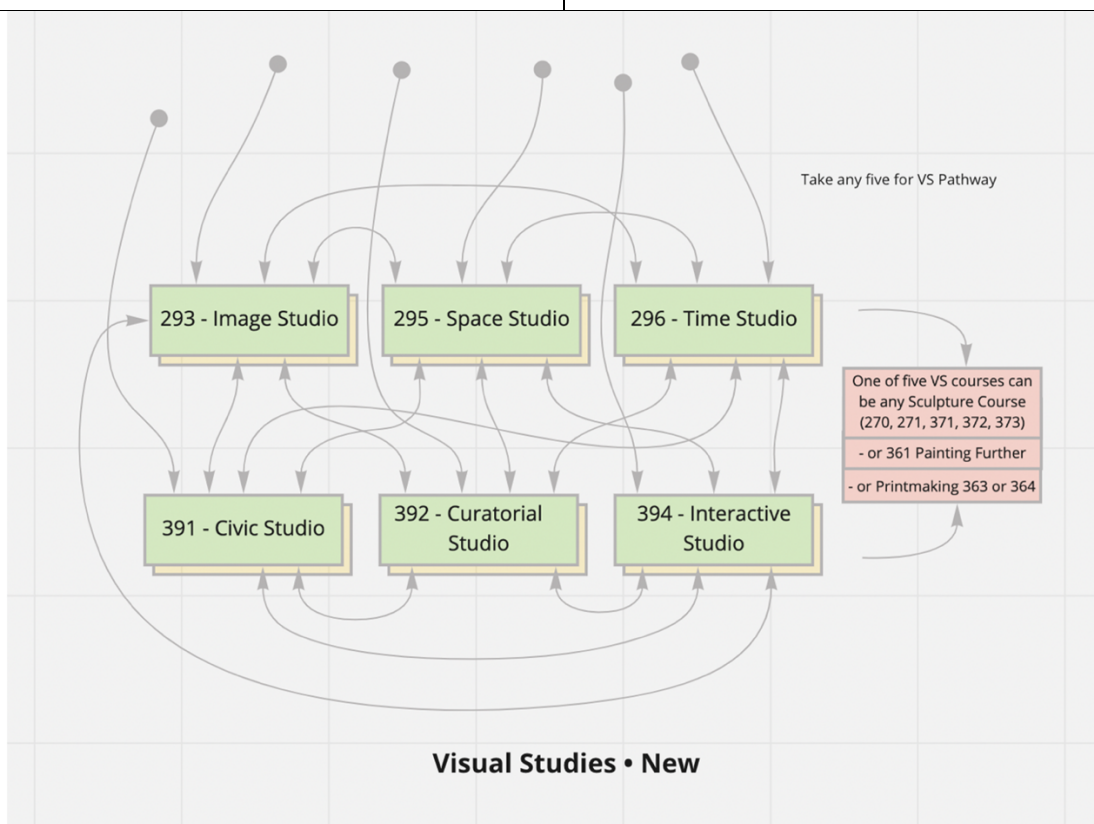 Take any five for VS Pathway
293 - Image Studio
295 - Space Studio
296 - Time Studio
One of five VS courses can
be any Sculpture Course
(270, 271, 371, 372, 373)
- or 361 Painting Further
- or Printmaking 363 or 364
391 - Civic Studio
392 - Curatorial
Studio
394 - Interactive
Studio
Visual Studies • New